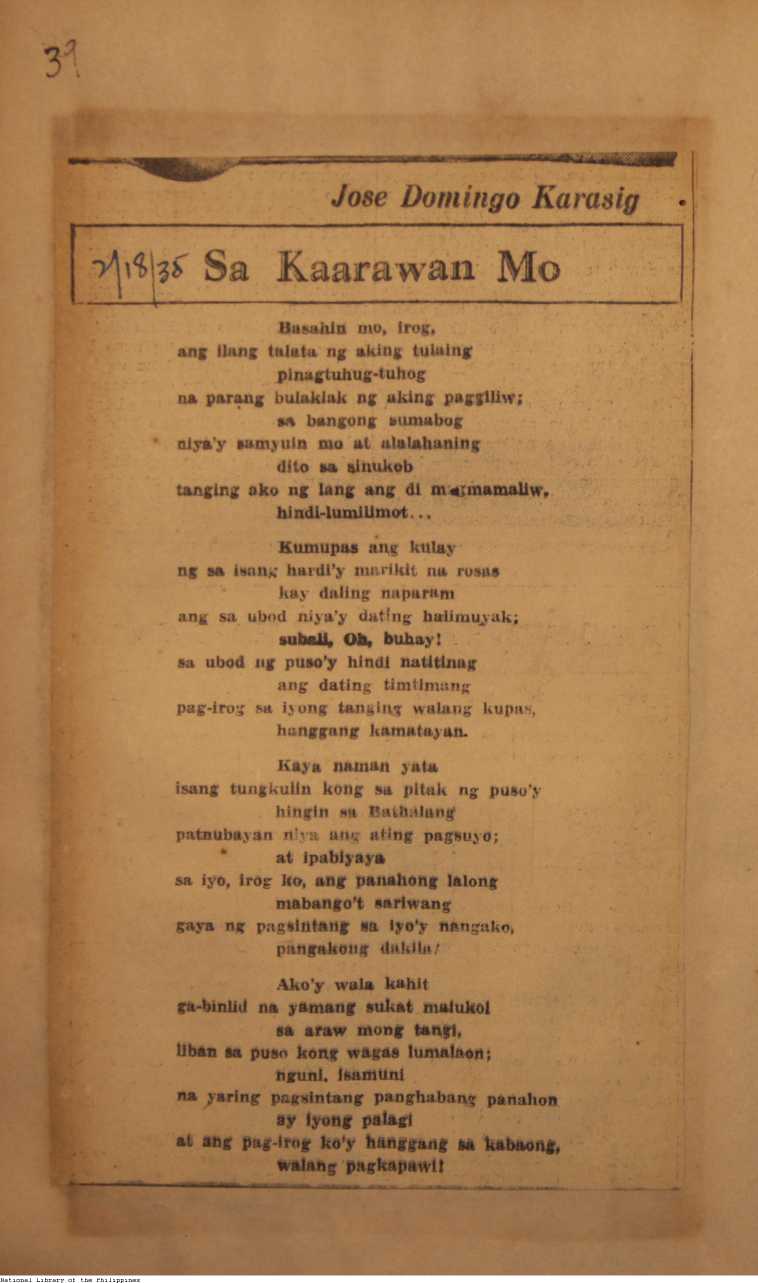 39
Jose Domingo Karasig
2/18/35 Sa Kaarawan Mo
Basahin mo, irog,
ang ilang talata ng aking tulaing
pinagtuhug-tuhog
na parang bulaklak ng aking paggiliw;
sa bangong sumabog
niya'y samyuin mo at alalahaning
dito sa sinukob
tanging ako ng lang ang di magmamaliw,
hindi-lumilimot...
Kumupas ang kulay
ng sa isang hardi'y marikit na rosas
kay daling naparam
ang sa ubod niya'y dating halimuyak;
subali, Oh, buhay!
sa ubod ng puso'y hindi natitinag
ang dating timtimang
pag-irog sa iyong tanging walang kupas,
hanggang kamatayan.
Kaya naman yata
isang tungkulin kong sa pitak ng puso'y
hingin sa Bathalang
patnubayan niya ang ating pagsuyo;
at ipabiyaya
sa iyo, irog ko, ang panahong lalong
mabango't sariwang
gaya ng pagsintang sa iyo'y nangako,
pangakong dakila!
Ako'y wala kahit
ga-binlid na yamang sukat maiukol
sa araw mong tangi,
liban sa puso kong wagas lumalaon;
nguni, isamuni
na yaring pagsintang panghabang panahon
ay iyong palagi
at ang pag-irog ko'y hanggang sa kabaong,
walang pagkapawi!
National Library of the Philippines